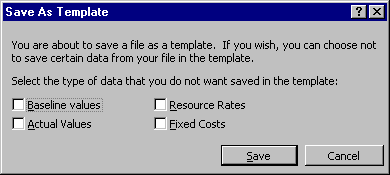 Save As Template
You are about to save a file as a template. If you wish, you can choose not
to save certain data from your file in the template.
Select the type of data that you do not want saved in the template:
Baseline values
Resource Rates
Actual Values
Fixed Costs
Save
Cancel